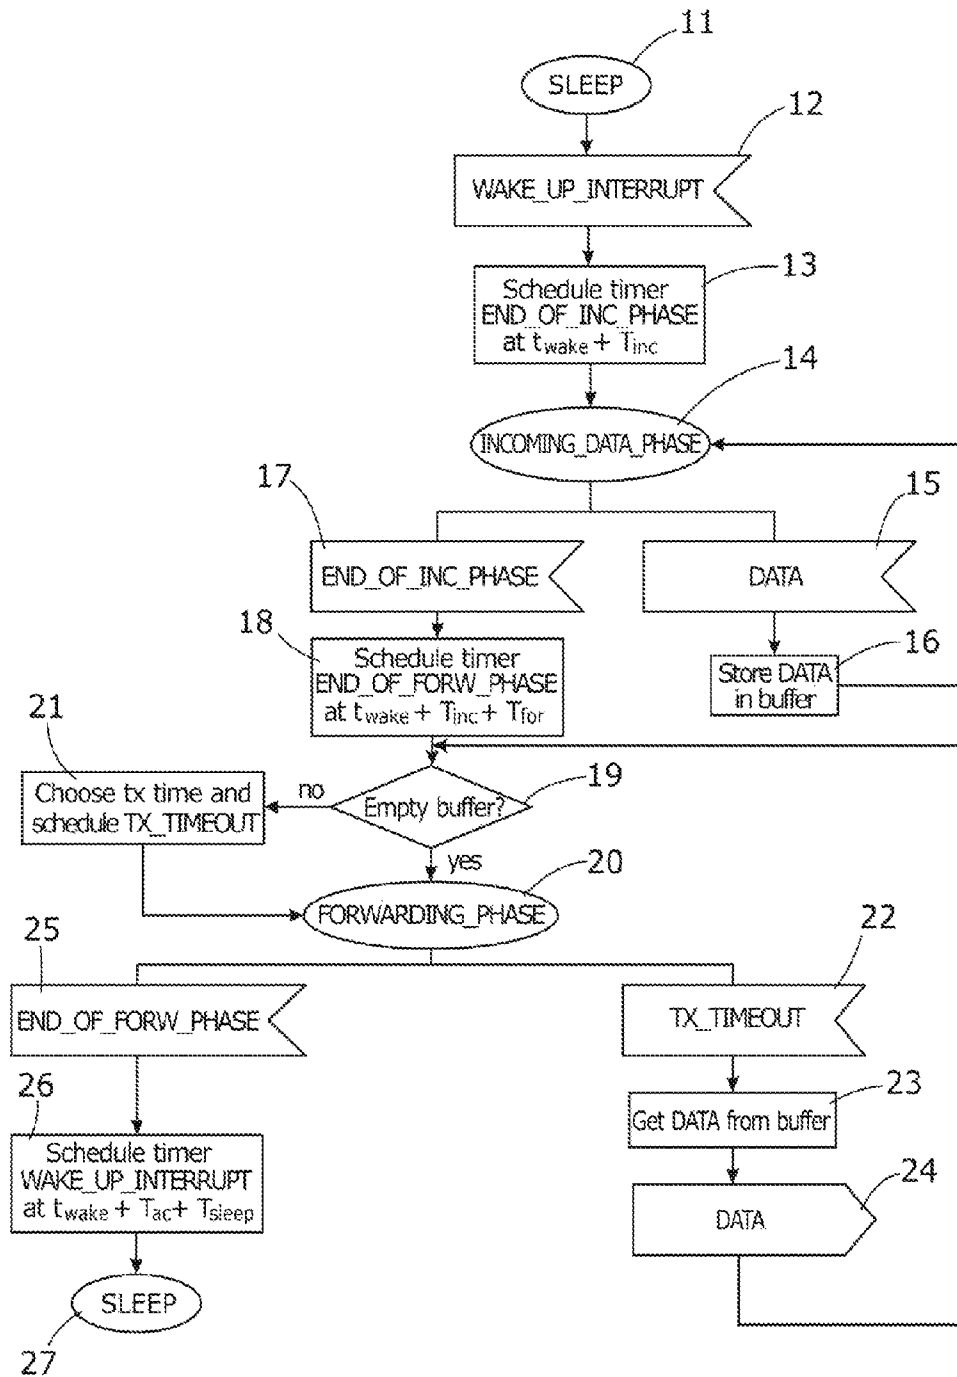 11
SLEEP
12
WAKE_UP_INTERRUPT
13
Schedule timer
END_OF_INC_PHASE
at twake + Tinc
14
INCOMING_DATA_PHASE
17
15
END_OF_INC_PHASE
DATA
18
16
Schedule timer
END_OF_FORW_PHASE
at twake + Tinc + Tfor
Store DATA
in buffer
21
19
Choose tx time and
schedule TX_TIMEOUT
no
Empty buffer?
yes
20
FORWARDING_PHASE
25
22
END_OF_FORW_PHASE
TX_TIMEOUT
26
23
Get DATA from buffer
Schedule timer
WAKE_UP_INTERRUPT
at twake + Tac + Tsleep
24
DATA
SLEEP
27